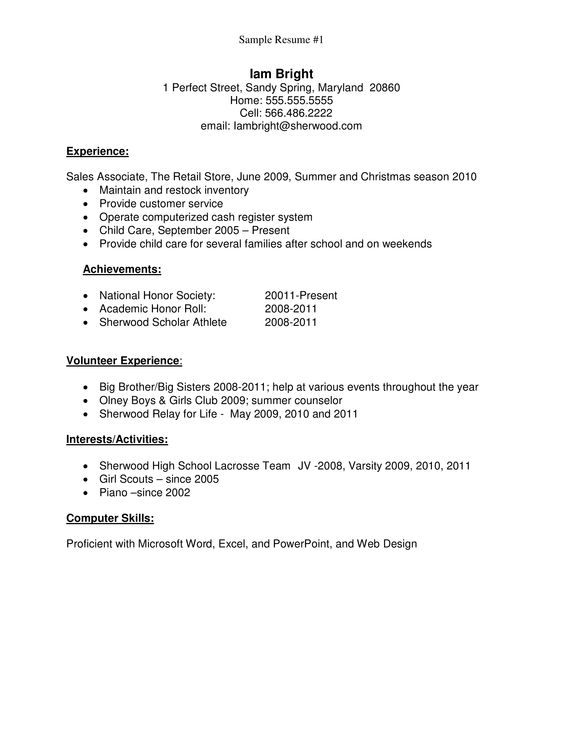 Sample Resume #1
Iam Bright
1 Perfect Street, Sandy Spring, Maryland 20860
Home: 555.555.5555
Cell: 566.486.2222
email: Iambright@sherwood.com
Experience:
Sales Associate, The Retail Store, June 2009, Summer and Christmas season 2010
• Maintain and restock inventory
• Provide customer service
• Operate computerized cash register system
• Child Care, September 2005 – Present
• Provide child care for several families after school and on weekends
Achievements:
• National Honor Society: 20011-Present
• Academic Honor Roll: 2008-2011
• Sherwood Scholar Athlete 2008-2011
Volunteer Experience:
• Big Brother/Big Sisters 2008-2011; help at various events throughout the year
• Olney Boys & Girls Club 2009; summer counselor
• Sherwood Relay for Life - May 2009, 2010 and 2011
Interests/Activities:
• Sherwood High School Lacrosse Team JV -2008, Varsity 2009, 2010, 2011
• Girl Scouts – since 2005
• Piano –since 2002
Computer Skills:
Proficient with Microsoft Word, Excel, and PowerPoint, and Web Design